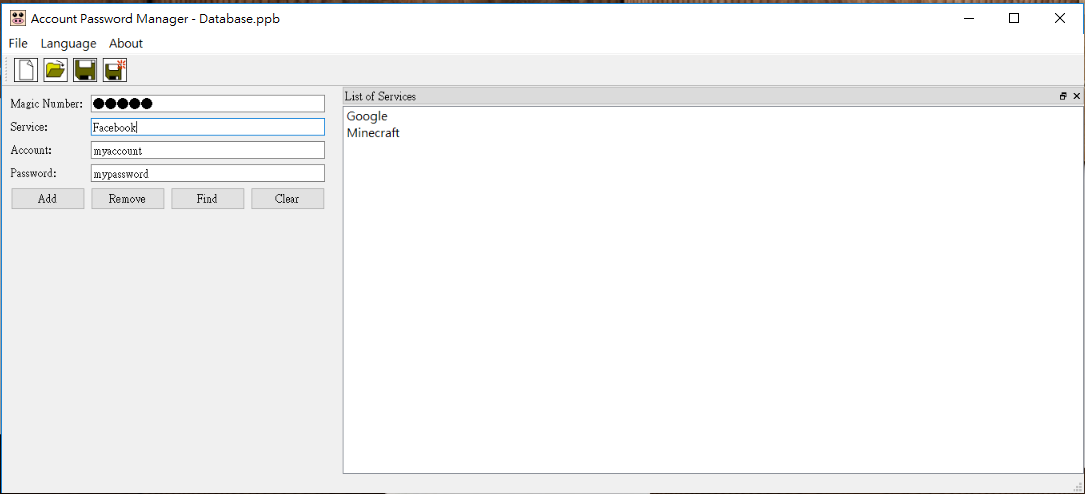 Account Password Manager - Database.ppb
File Language About
Magic Number: ●●●●●
Service: Facebook
Account: myaccount
Password: mypassword
Add Remove Find Clear
List of Services
Google
Minecraft